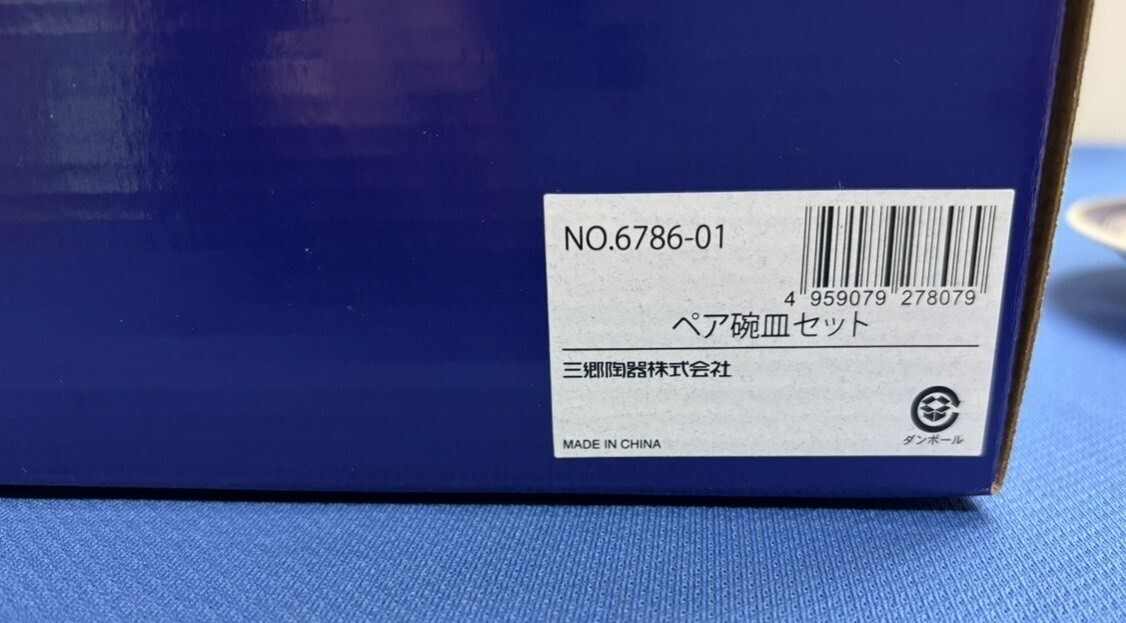 NO.6786-01
4 959079 278079
ペア碗皿セット
三郷陶器株式会社
ダンボール
MADE IN CHINA